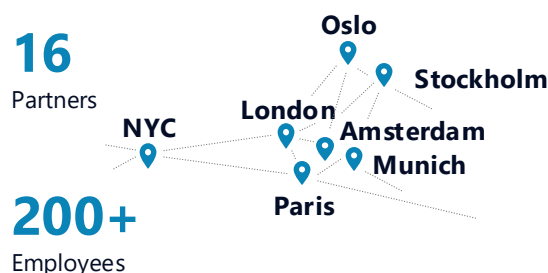 16
Partners
200+
Employees
NYC
London
Oslo
Stockholm
Amsterdam
Munich
Paris